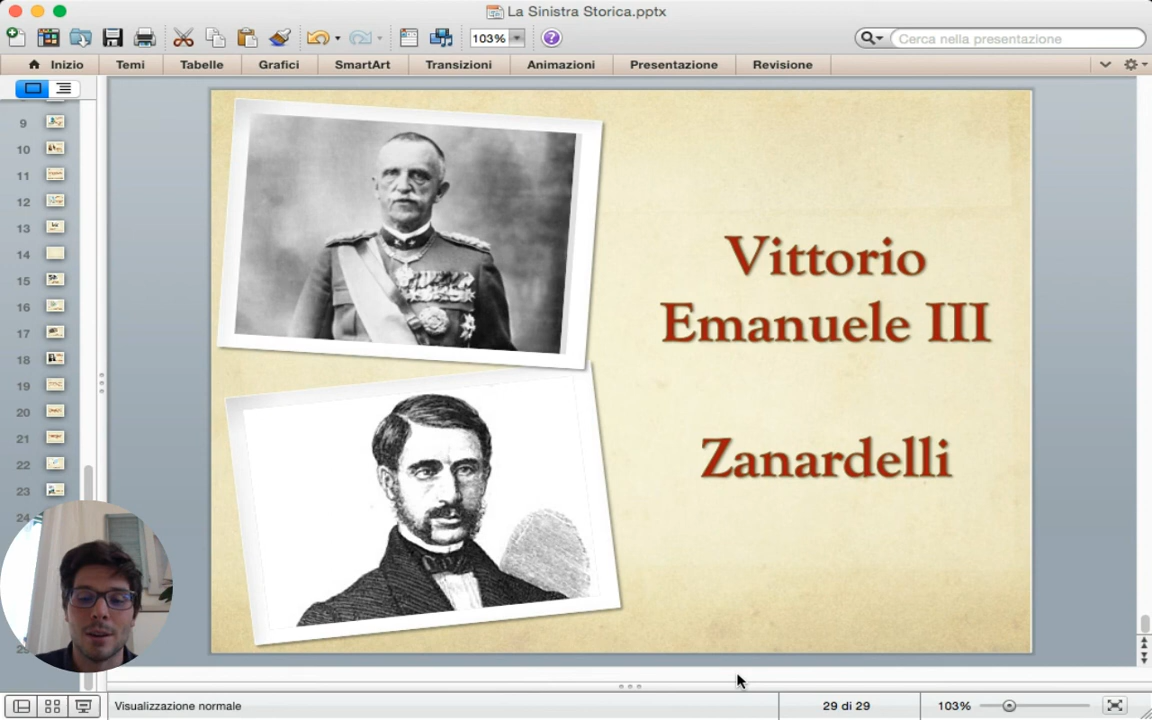 La Sinistra Storica.pptx
103%
Cerca nella presentazione
Inizio Temi Tabelle Grafici SmartArt Transizioni Animazioni Presentazione Revisione
9
10
11
12
13
14
15
16
17
18
19
20
21
22
23
24
Vittorio
Emanuele III
Zanardelli
Visualizzazione normale 29 di 29 103%